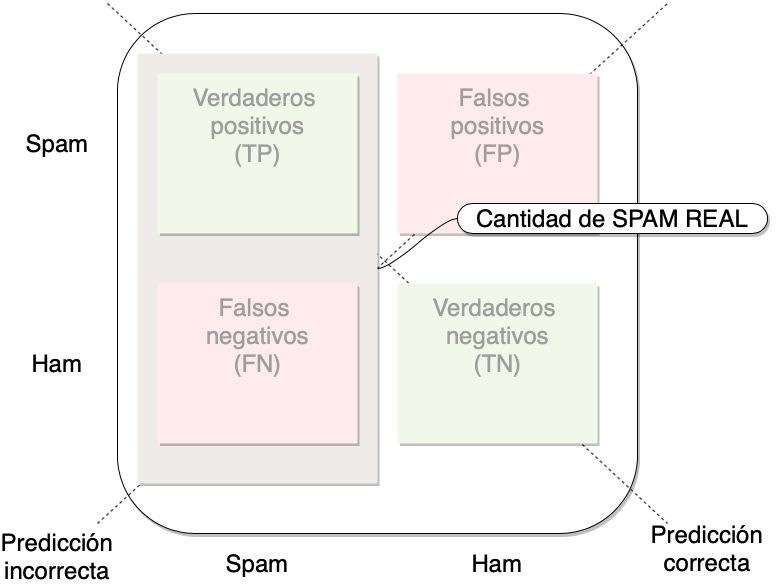 Verdaderos
positivos
(TP)
Falsos
positivos
(FP)
Spam
Cantidad de SPAM REAL
Falsos
negativos
(FN)
Verdaderos
negativos
(TN)
Ham
Predicción
incorrecta
Spam
Ham
Predicción
correcta